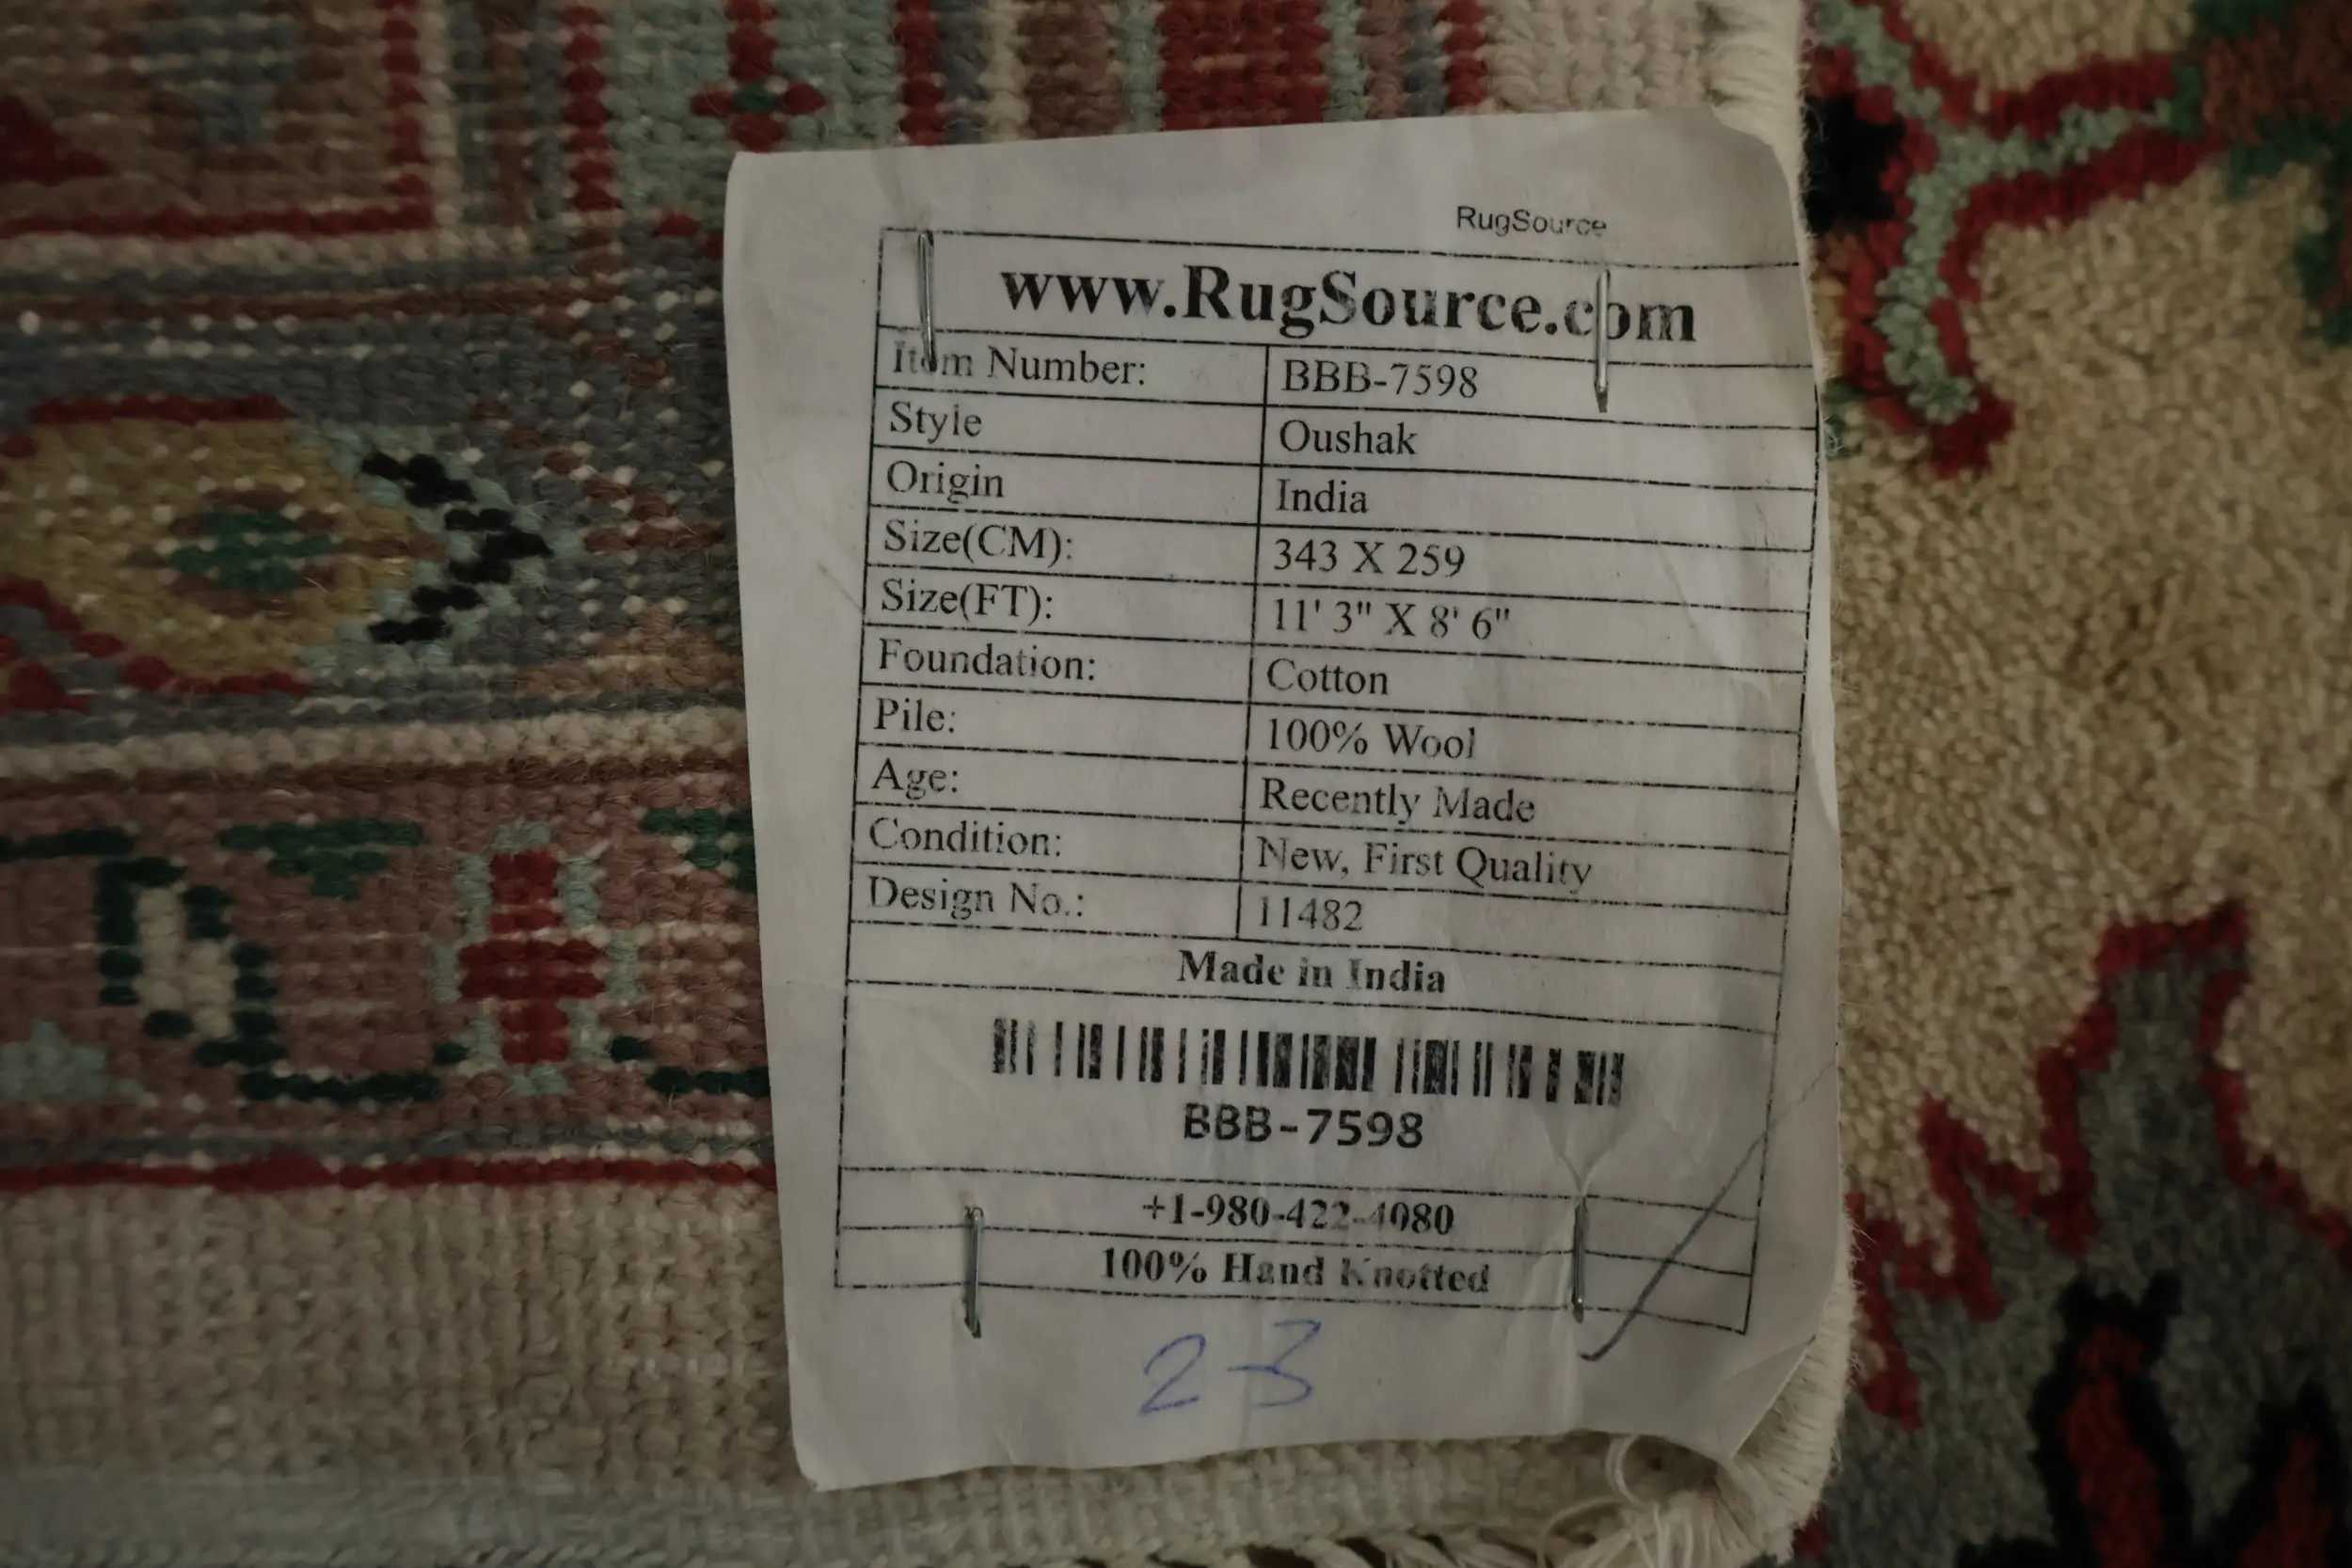 RugSource
www.RugSource.com
Item Number: BBB-7598
Style Oushak
Origin India
Size(CM): 343 X 259
Size(FT): 11' 3" X 8' 6"
Foundation: Cotton
Pile: 100% Wool
Age: Recently Made
Condition: New, First Quality
Design No.: 11482
Made in India
BBB-7598
+1-980-422-4080
100% Hand Knotted
23